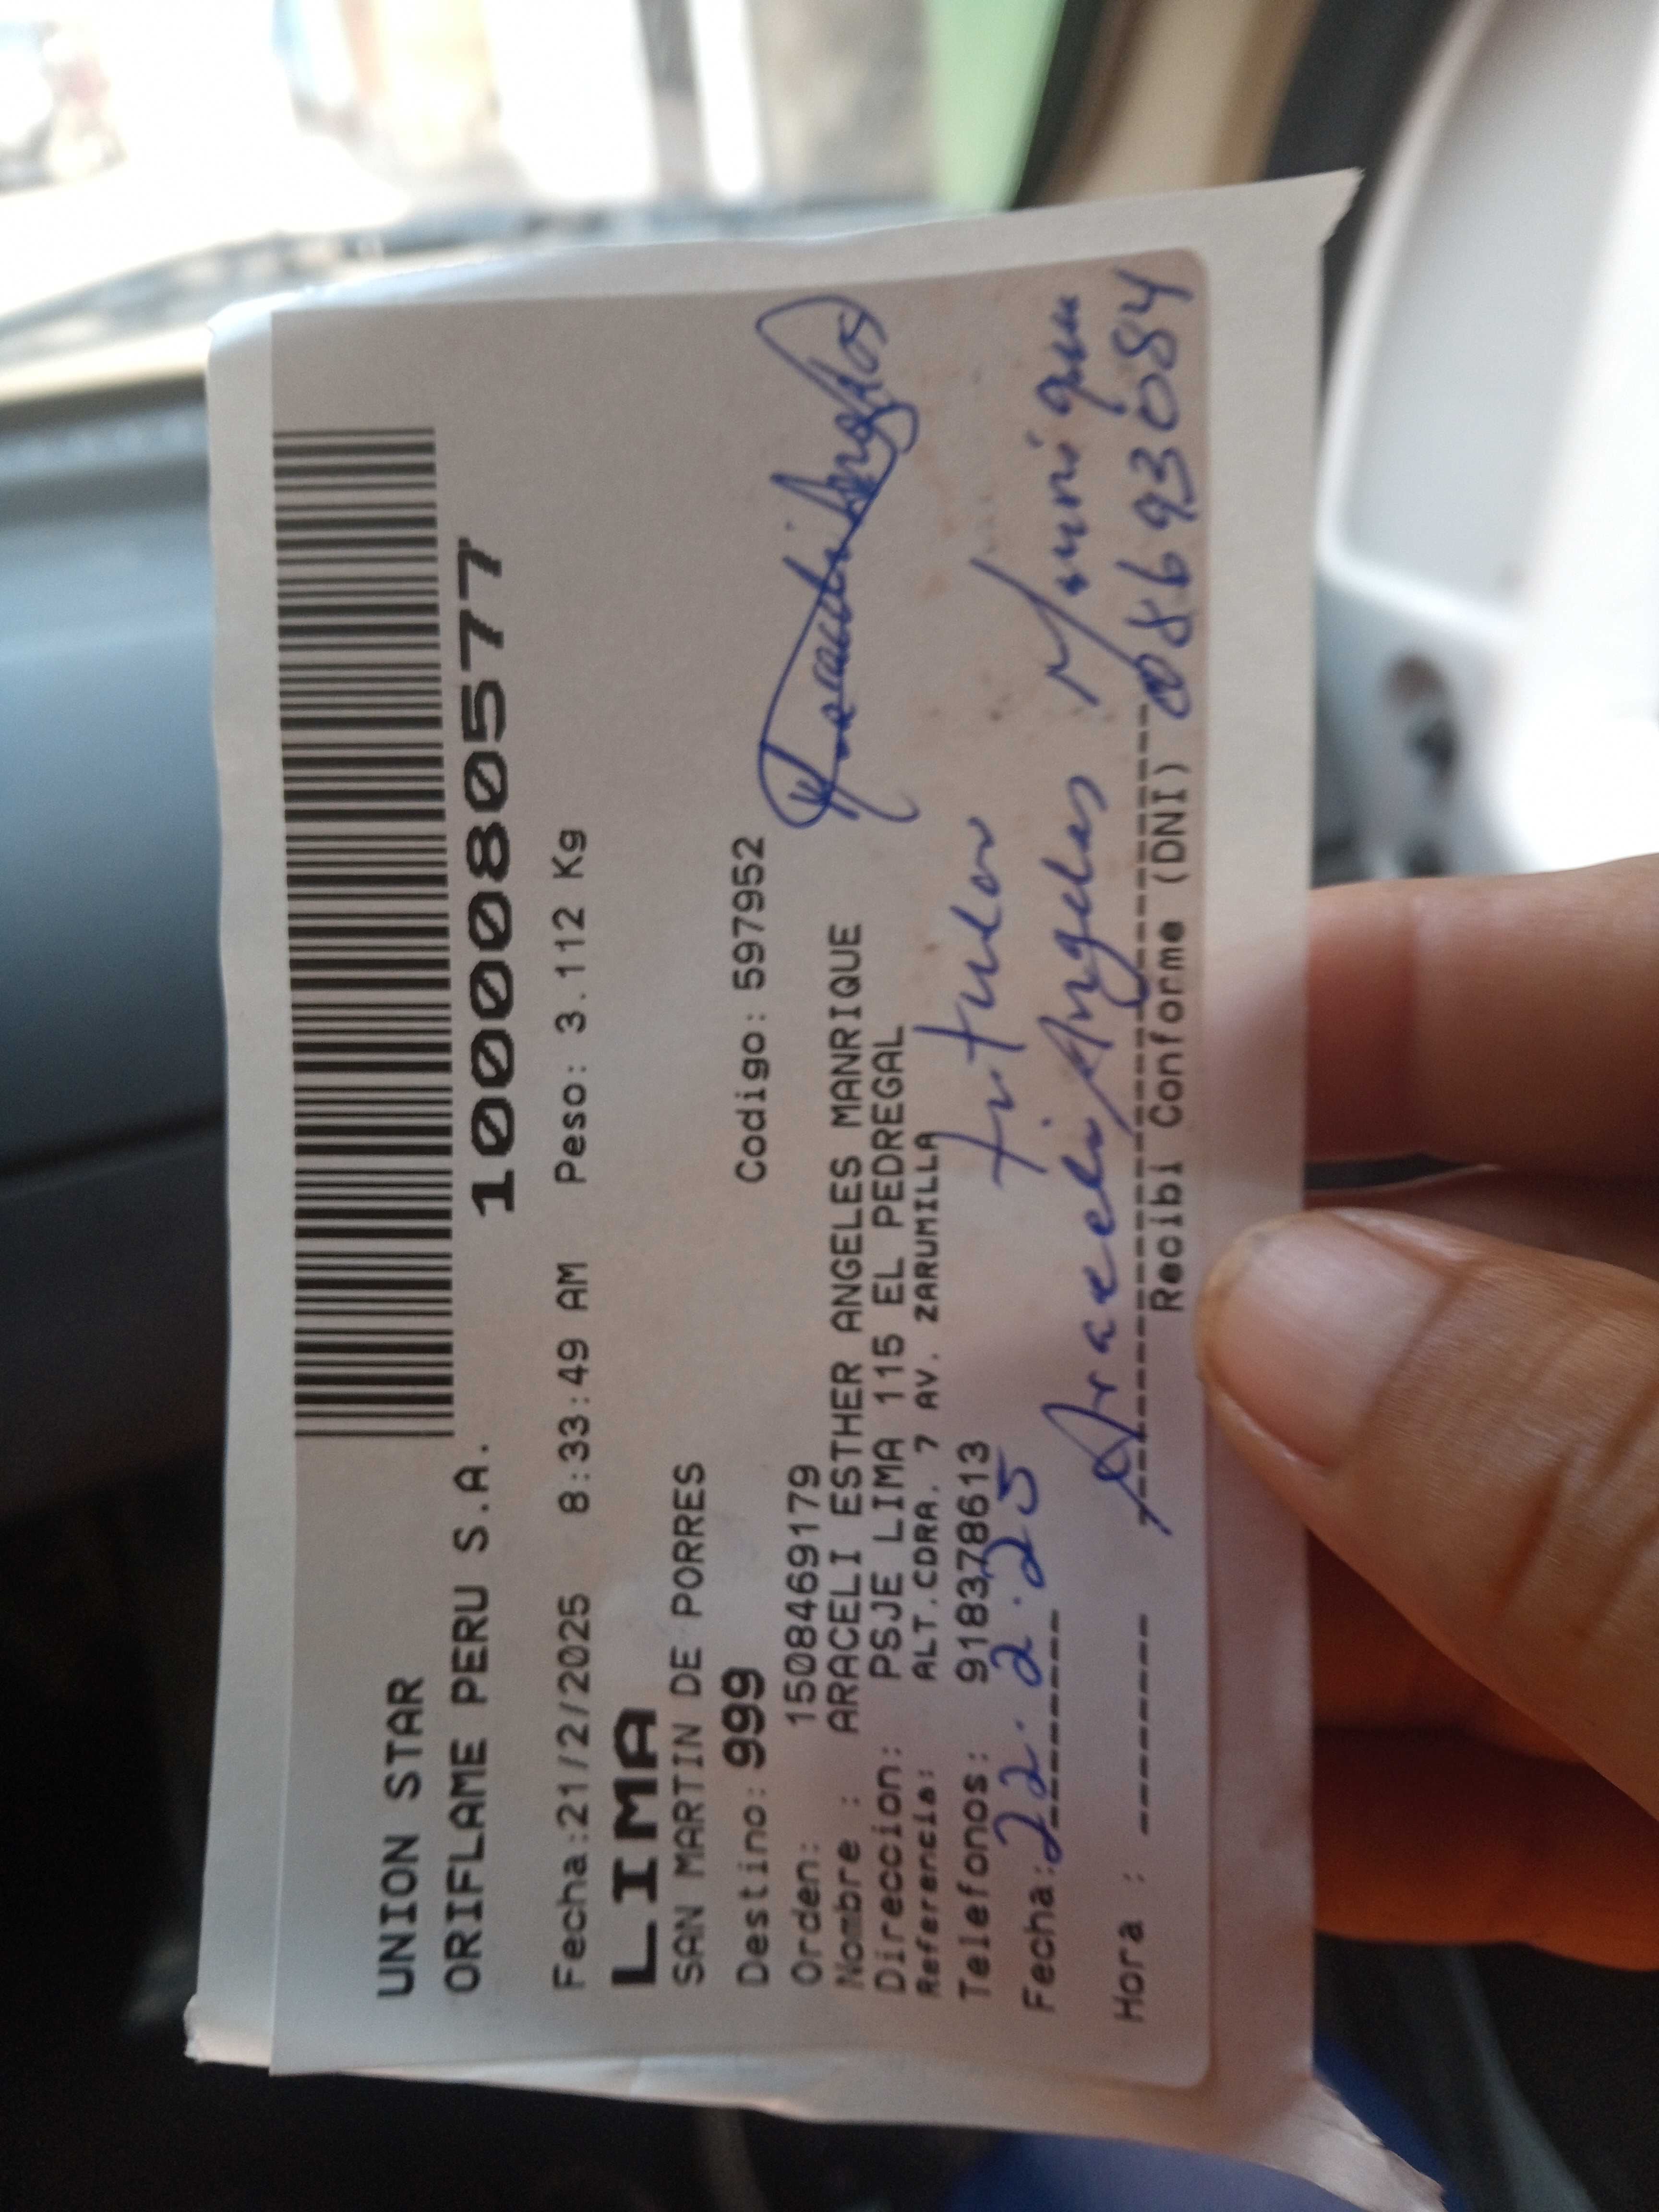 UNION STAR
ORIFLAME PERU S.A.
1000080577
Fecha:21/2/2025 8:33:49 AM Peso: 3.112 Kg
LIMA
SAN MARTIN DE PORRES
Destino: 999 Codigo: 597952
Orden: 1508469179
Nombre : ARACELI ESTHER ANGELES MANRIQUE
Direccion: PSJE LIMA 115 EL PEDREGAL
Referencia: ALT.CDRA. 7 AV. ZARUMILLA
Telefonos: 918378613
titular
Fecha: 22.2.25
Araceli Angeles Manrique
Hora :
Recibi Conforme (DNI) 08693084